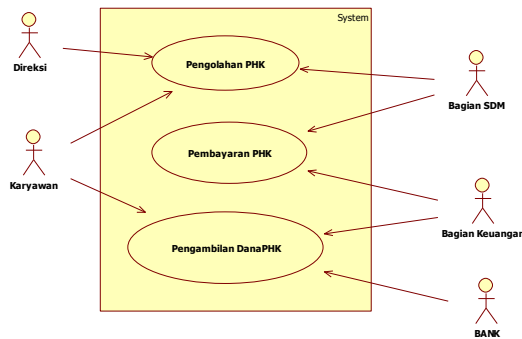 System
Direksi
Pengolahan PHK
Bagian SDM
Karyawan
Pembayaran PHK
Bagian Keuangan
Pengambilan DanaPHK
BANK